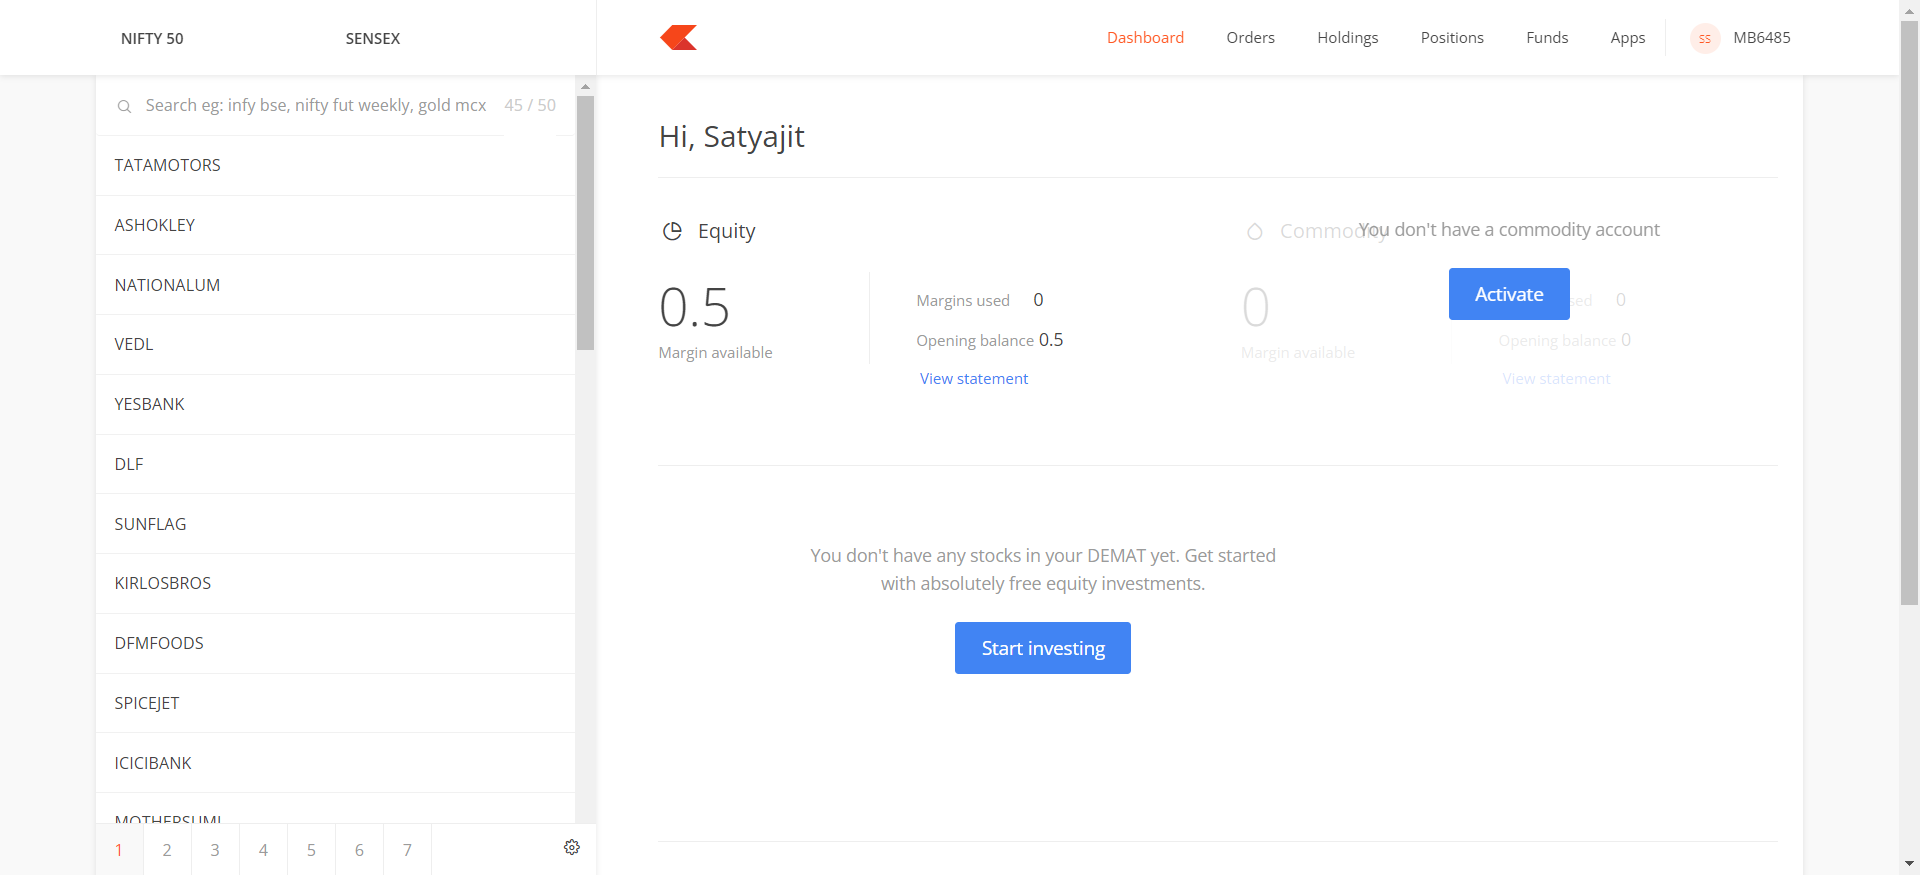 NIFTY 50 SENSEX
Dashboard Orders Holdings Positions Funds Apps SS MB6485
Search eg: infy bse, nifty fut weekly, gold mcx 45 / 50
TATAMOTORS
ASHOKLEY
NATIONALUM
VEDL
YESBANK
DLF
SUNFLAG
KIRLOSBROS
DFMFOODS
SPICEJET
ICICIBANK
MOTHERSUMI
1 2 3 4 5 6 7
Hi, Satyajit
Equity
0.5
Margin available
Margins used 0
Opening balance 0.5
View statement
Commodity
You don't have a commodity account
Activate
0
Margin available
sed 0
Opening balance 0
View statement
You don't have any stocks in your DEMAT yet. Get started
with absolutely free equity investments.
Start investing